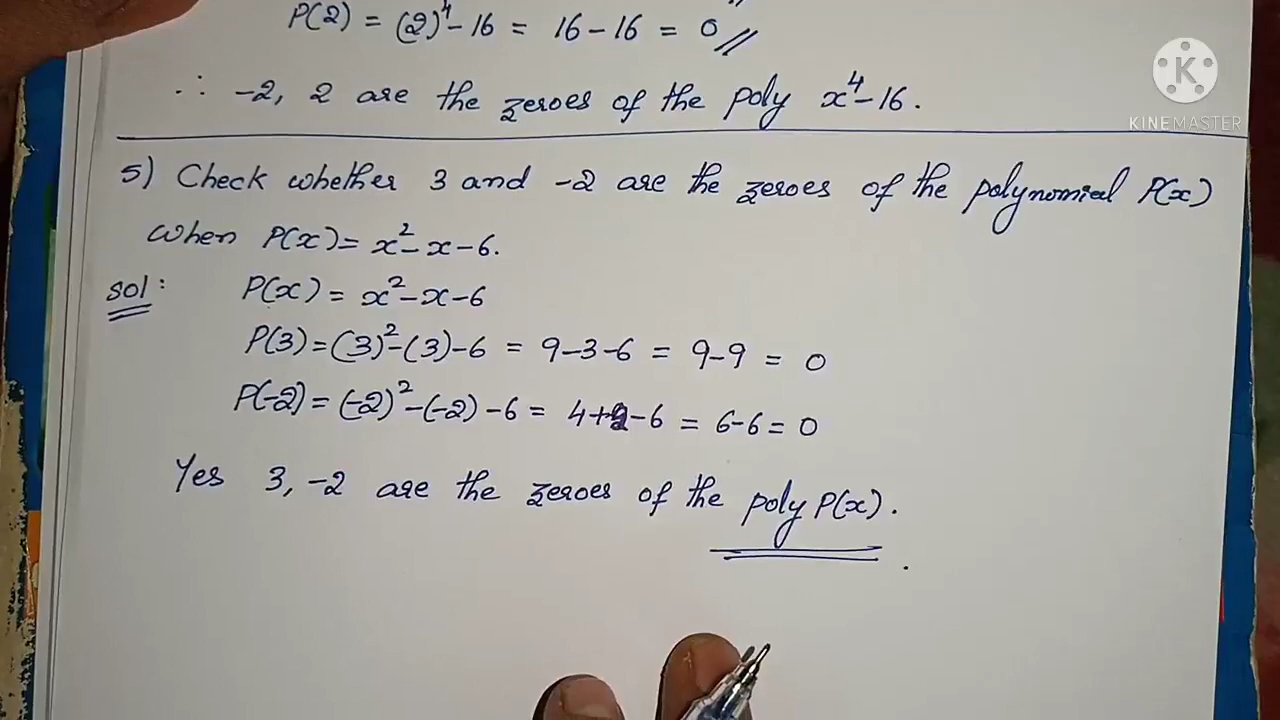 P(2) = (2)⁴-16 = 16-16 = 0//
∴ -2, 2 are the zeroes of the poly x⁴-16.
K
KINEMASTER
5) Check whether 3 and -2 are the zeroes of the polynomial P(x)
when P(x) = x²-x-6.
Sol:
P(x) = x²-x-6
P(3) = (3)²-(3)-6 = 9-3-6 = 9-9 = 0
P(-2) = (-2)²-(-2)-6 = 4+2-6 = 6-6 = 0
Yes 3, -2 are the zeroes of the poly P(x).